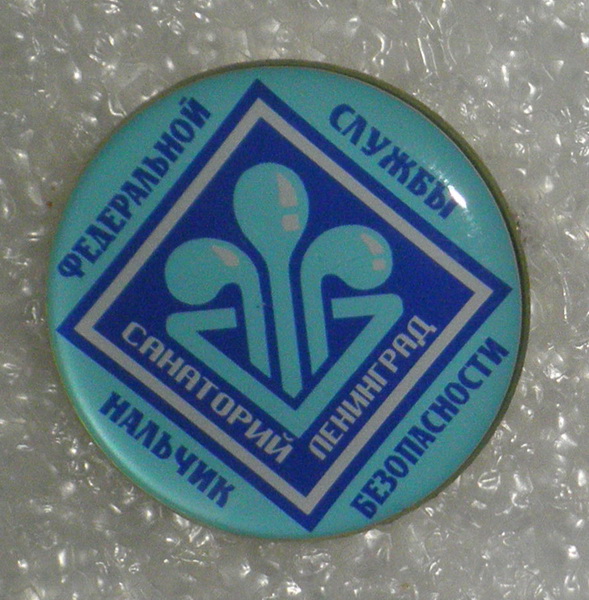 ФЕДЕРАЛЬНОЙ
СЛУЖБЫ
САНАТОРИЙ
ЛЕНИНГРАД
НАЛЬЧИК
БЕЗОПАСНОСТИ